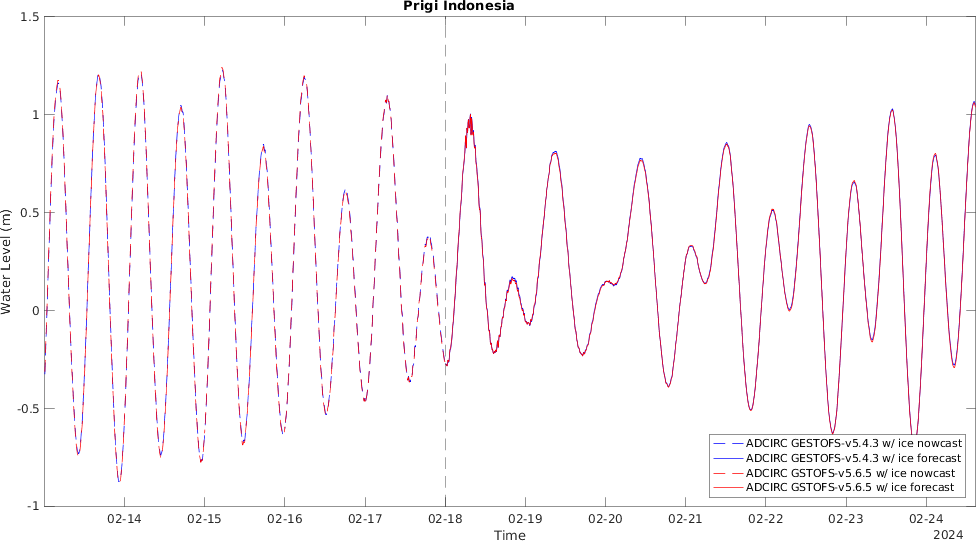 Prigi Indonesia
1.5
1
0.5
0
-0.5
-1
Water Level (m)
02-14 02-15 02-16 02-17 02-18 02-19 02-20 02-21 02-22 02-23 02-24
Time
2024
ADCIRC GESTOFS-v5.4.3 w/ ice nowcast
ADCIRC GESTOFS-v5.4.3 w/ ice forecast
ADCIRC GSTOFS-v5.6.5 w/ ice nowcast
ADCIRC GSTOFS-v5.6.5 w/ ice forecast